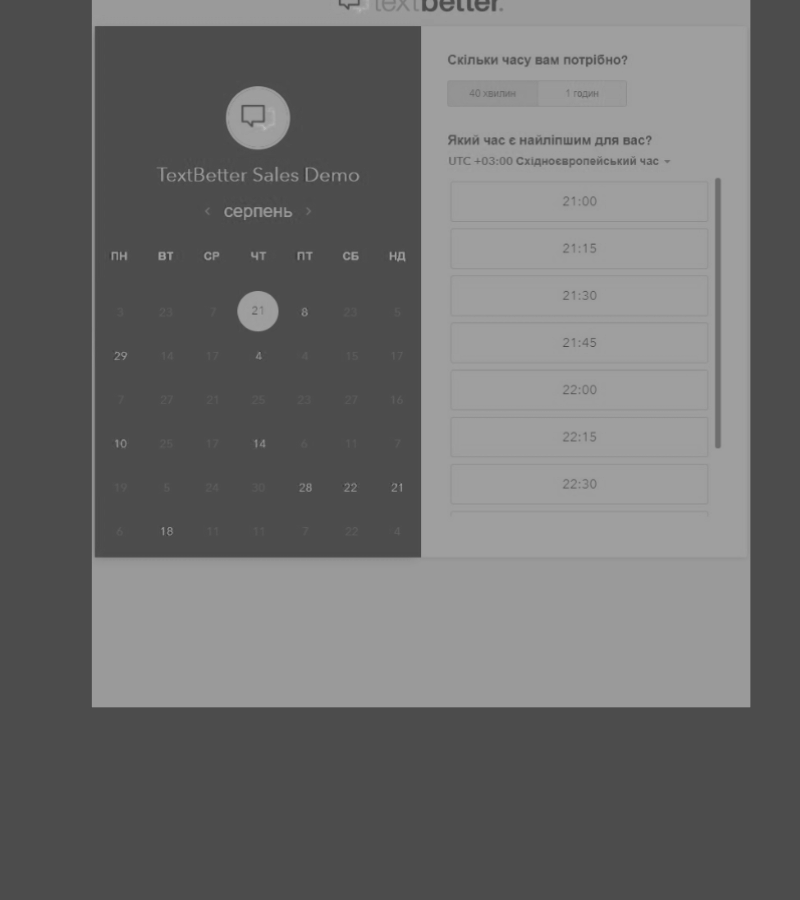 textbetter.
TextBetter Sales Demo
‹ серпень ›
ПН ВТ СР ЧТ ПТ СБ НД
3 23 7 21 8 23 5
29 14 17 4 4 15 17
7 27 21 25 23 27 16
10 25 17 14 6 11 7
19 5 24 30 28 22 21
6 18 11 11 7 22 4
Скільки часу вам потрібно?
40 хвилин 1 годин
Який час є найліпшим для вас?
UTC +03:00 Східноєвропейський час
21:00
21:15
21:30
21:45
22:00
22:15
22:30